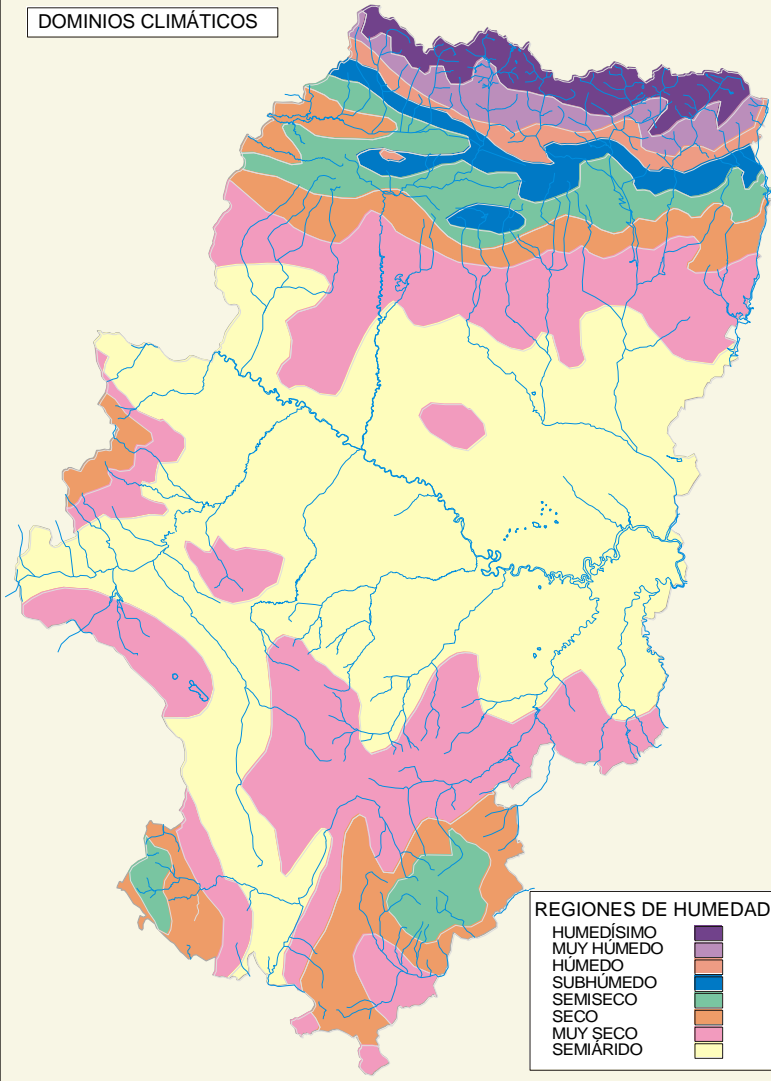 DOMINIOS CLIMÁTICOS
REGIONES DE HUMEDAD
HUMEDÍSIMO
MUY HÚMEDO
HÚMEDO
SUBHÚMEDO
SEMISECO
SECO
MUY SECO
SEMIÁRIDO